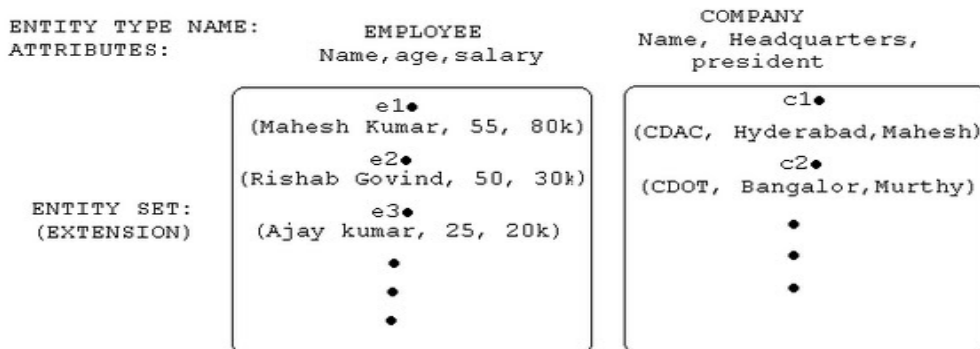 ENTITY TYPE NAME:
ATTRIBUTES:
EMPLOYEE
Name,age,salary
COMPANY
Name, Headquarters,
president
ENTITY SET:
(EXTENSION)
e1
(Mahesh Kumar, 55, 80k)
e2
(Rishab Govind, 50, 30k)
e3
(Ajay kumar, 25, 20k)
c1
(CDAC, Hyderabad,Mahesh)
c2
(CDOT, Bangalor,Murthy)